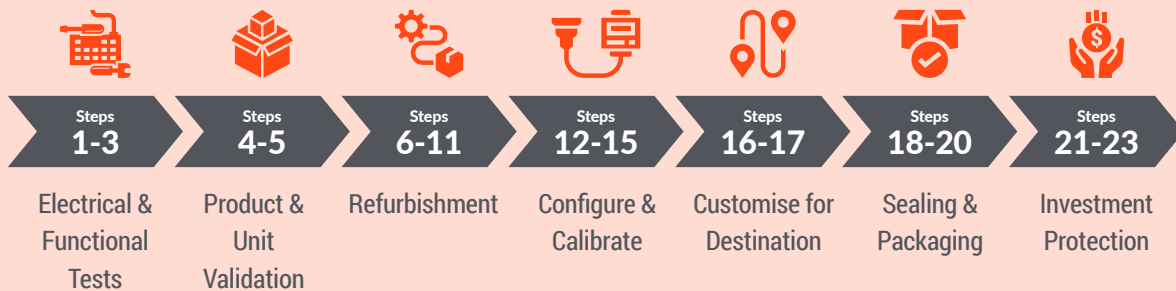 Steps
1-3
Steps
4-5
Steps
6-11
Steps
12-15
Steps
16-17
Steps
18-20
Steps
21-23
Electrical &
Functional
Tests
Product &
Unit
Validation
Refurbishment
Configure &
Calibrate
Customise for
Destination
Sealing &
Packaging
Investment
Protection
$